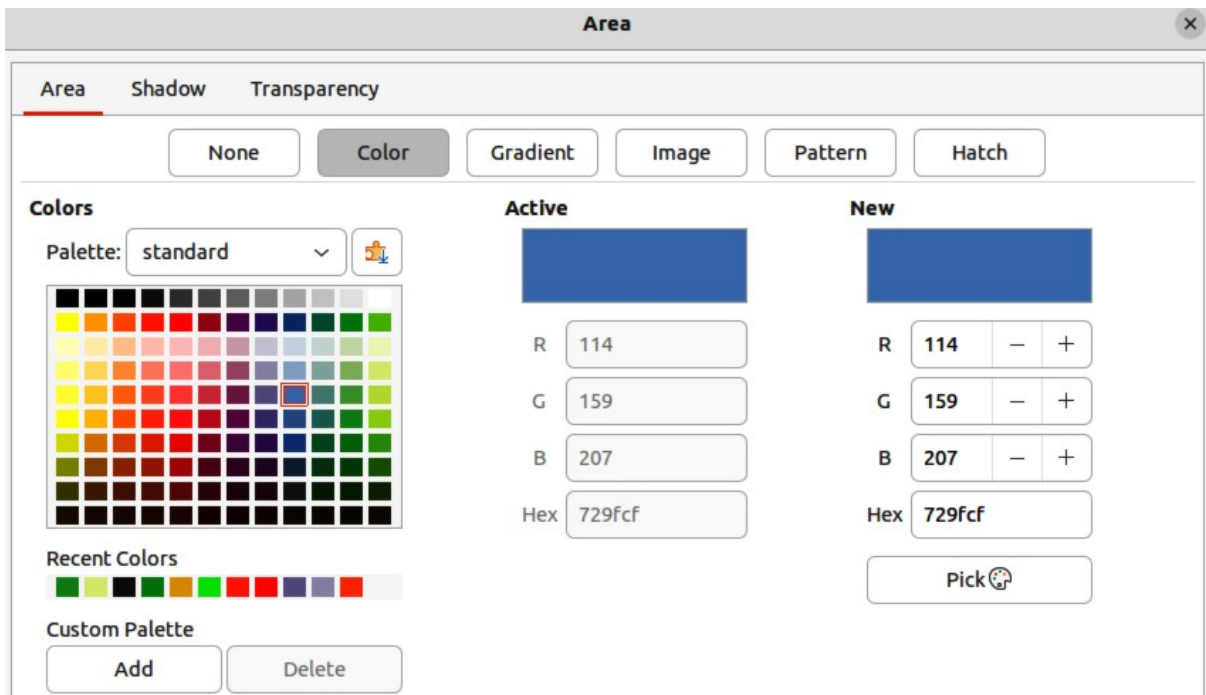 Area
Area Shadow Transparency
None Color Gradient Image Pattern Hatch
Colors
Palette: standard
Active
R 114
G 159
B 207
Hex 729fcf
New
R 114 − +
G 159 − +
B 207 − +
Hex 729fcf
Pick
Recent Colors
Custom Palette
Add Delete